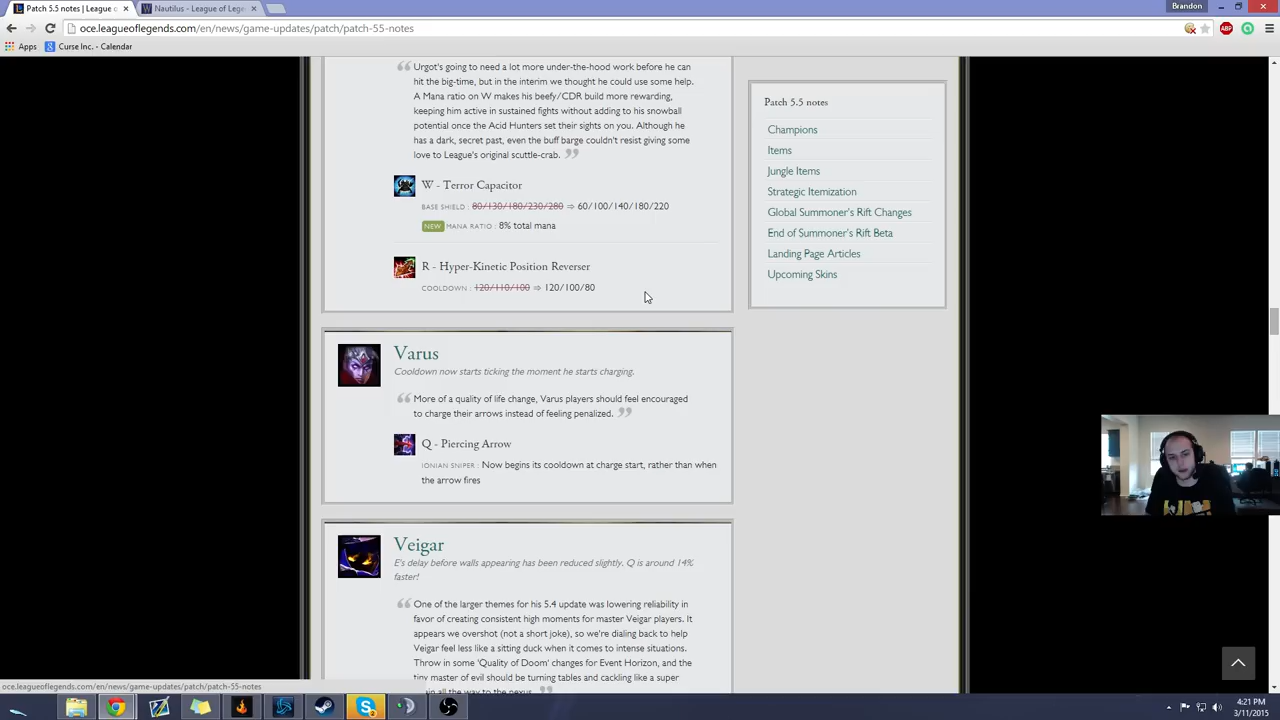 Patch 5.5 notes | League o
Nautilus - League of Lege
Brandon
oce.leagueoflegends.com/en/news/game-updates/patch/patch-55-notes
Apps
Curse Inc. - Calendar
Urgot's going to need a lot more under-the-hood work before he can
hit the big-time, but in the interim we thought he could use some help.
A Mana ratio on W makes his beefy/CDR build more rewarding,
keeping him active in sustained fights without adding to his snowball
potential once the Acid Hunters set their sights on you. Although he
has a dark, secret past, even the buff barge couldn't resist giving some
love to League's original scuttle-crab.
W - Terror Capacitor
BASE SHIELD : 80/130/180/230/280 ⇒ 60/100/140/180/220
NEW MANA RATIO : 8% total mana
R - Hyper-Kinetic Position Reverser
COOLDOWN : 120/110/100 ⇒ 120/100/80
Varus
Cooldown now starts ticking the moment he starts charging.
More of a quality of life change, Varus players should feel encouraged
to charge their arrows instead of feeling penalized.
Q - Piercing Arrow
IONIAN SNIPER : Now begins its cooldown at charge start, rather than when
the arrow fires
Veigar
E's delay before walls appearing has been reduced slightly. Q is around 14%
faster!
One of the larger themes for his 5.4 update was lowering reliability in
favor of creating consistent high moments for master Veigar players. It
appears we overshot (not a short joke), so we're dialing back to help
Veigar feel less like a sitting duck when it comes to intense situations.
Throw in some 'Quality of Doom' changes for Event Horizon, and the
tiny master of evil should be turning tables and cackling like a super
all the way to the nexus.
Patch 5.5 notes
Champions
Items
Jungle Items
Strategic Itemization
Global Summoner's Rift Changes
End of Summoner's Rift Beta
Landing Page Articles
Upcoming Skins
oce.leagueoflegends.com/en/news/game-updates/patch/patch-55-notes
4:21 PM
3/11/2015